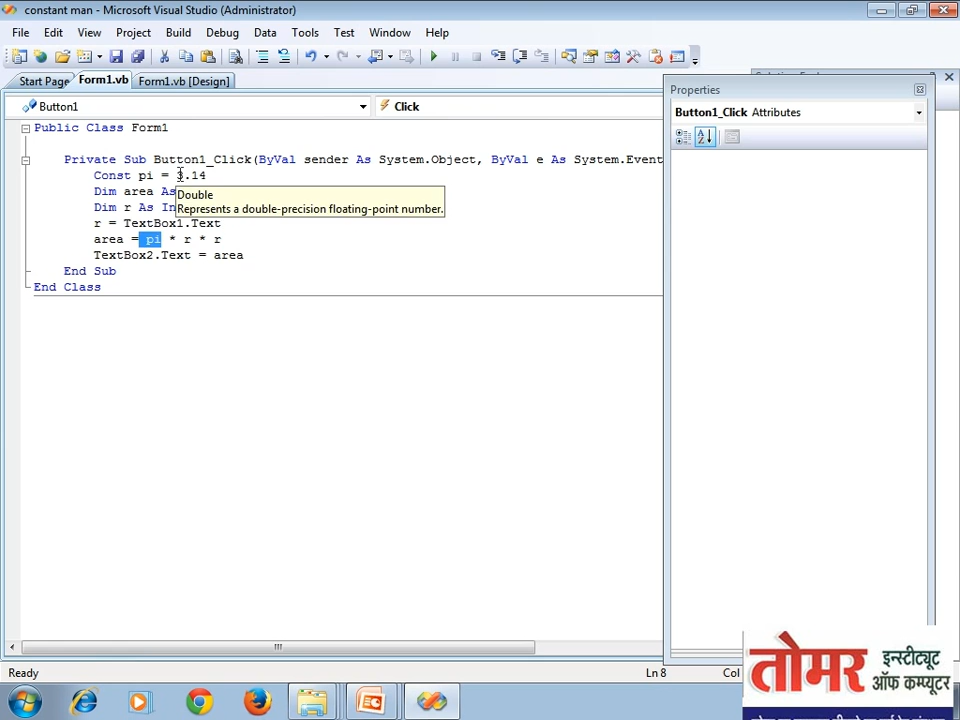 constant man - Microsoft Visual Studio (Administrator)
File Edit View Project Build Debug Data Tools Test Window Help
Start Page Form1.vb Form1.vb [Design]
Properties
Button1 Click
Button1_Click Attributes
Public Class Form1
Private Sub Button1_Click(ByVal sender As System.Object, ByVal e As System.Event
Const pi = 3.14
Dim area As
Double
Dim r As In
Represents a double-precision floating-point number.
r = TextBox1.Text
area = pi * r * r
TextBox2.Text = area
End Sub
End Class
Ready Ln 8 Col
तोमर इन्स्टीट्यूट
ऑफ कम्प्यूटर